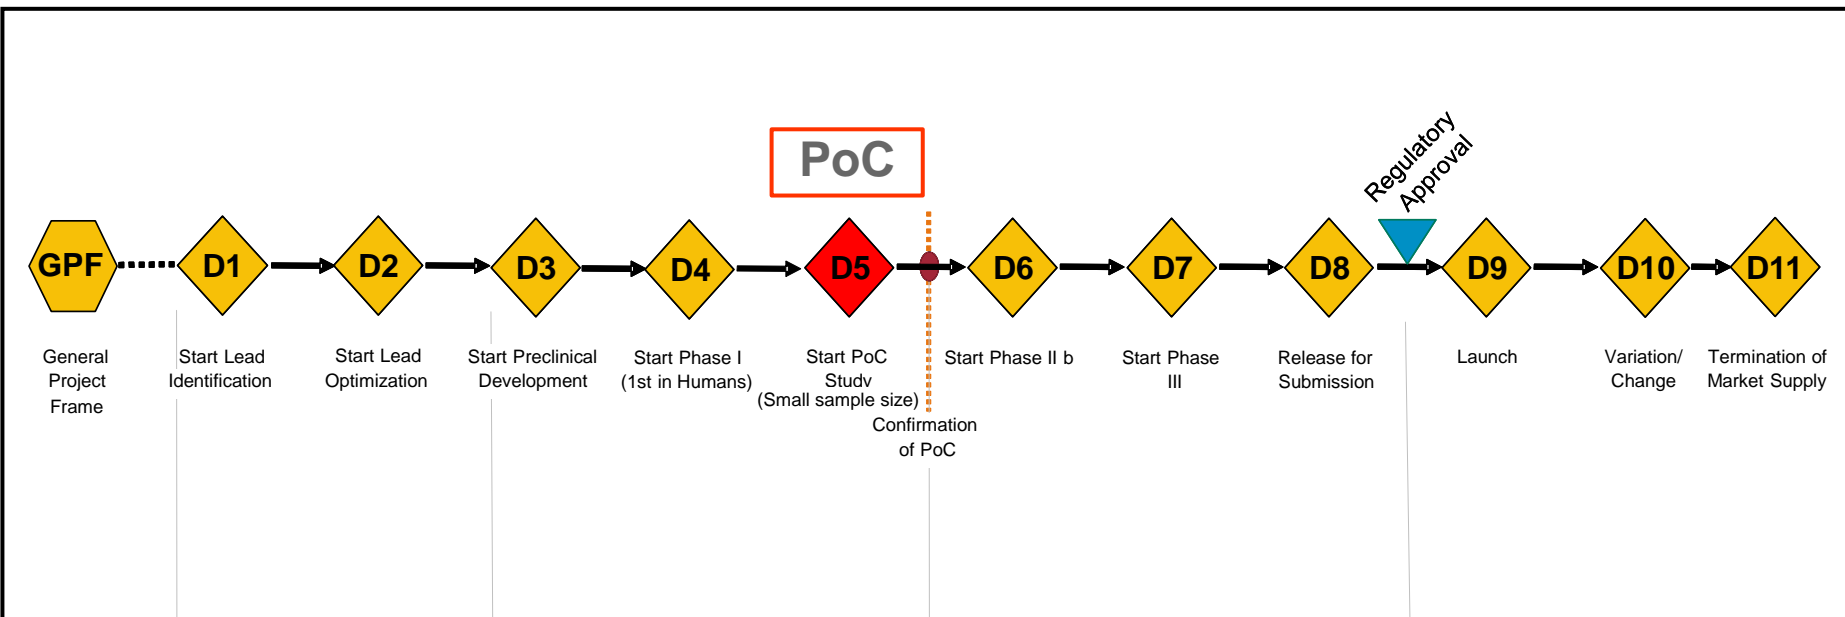 PoC
Regulatory
Approval
GPF
D1
D2
D3
D4
D5
D6
D7
D8
D9
D10
D11
General
Project
Frame
Start Lead
Identification
Start Lead
Optimization
Start Preclinical
Development
Start Phase I
(1st in Humans)
Start PoC
Study
(Small sample size)
Confirmation
of PoC
Start Phase II b
Start Phase
III
Release for
Submission
Launch
Variation/
Change
Termination of
Market Supply